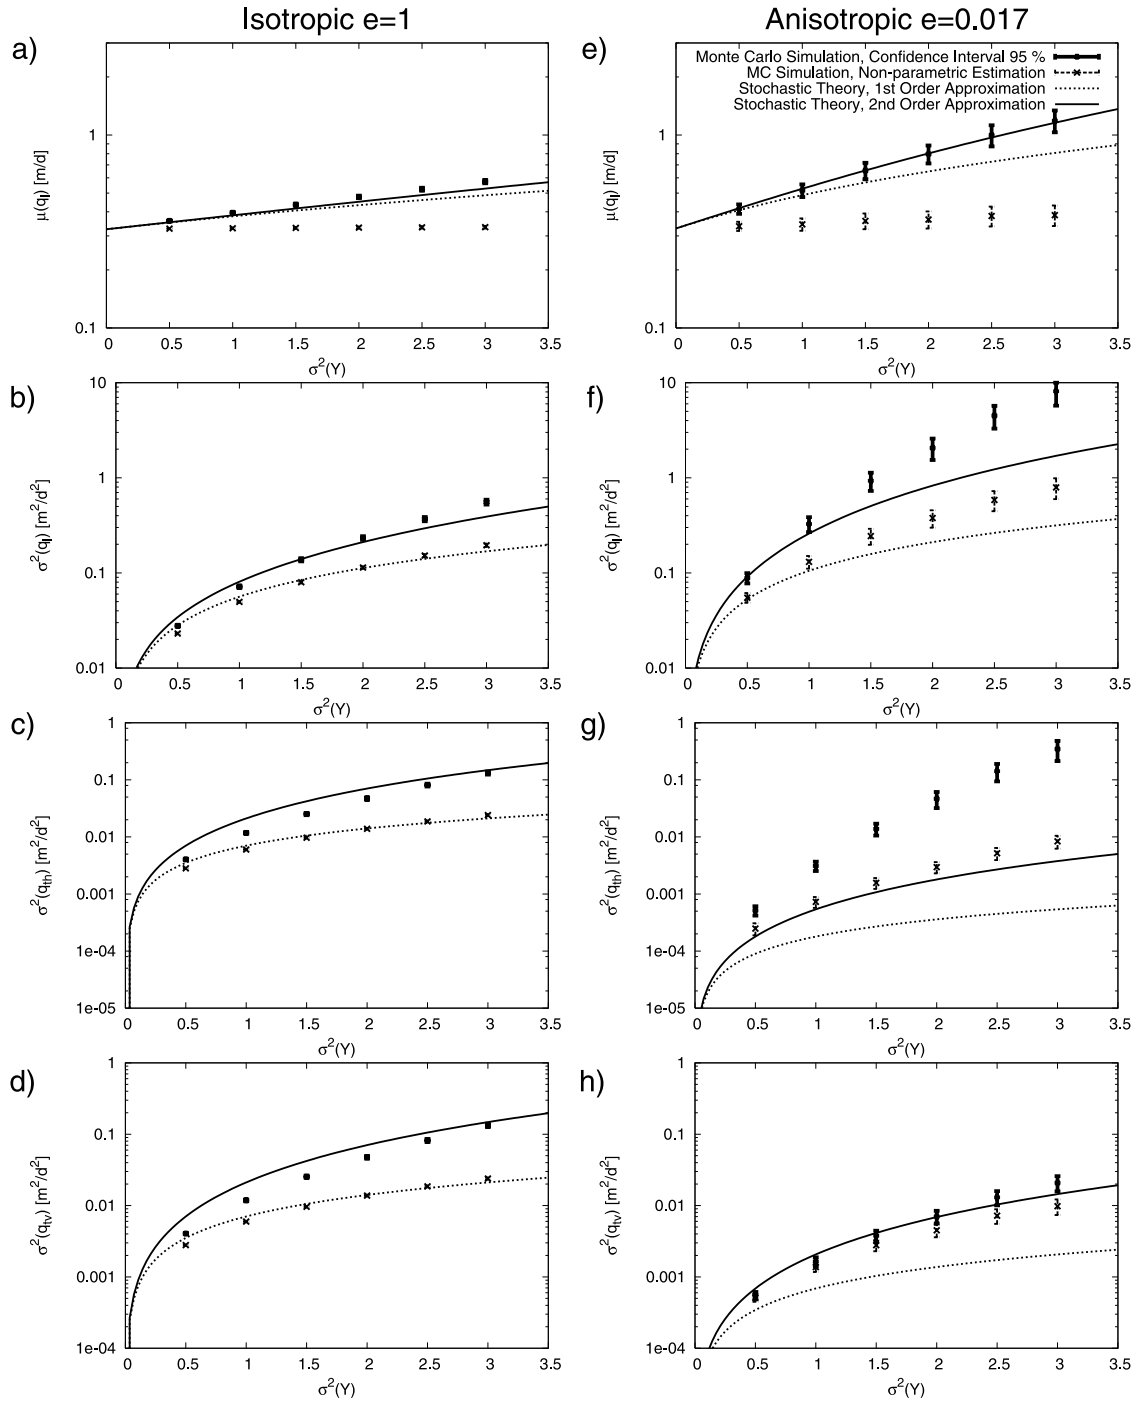 Isotropic e=1
Anisotropic e=0.017
a)
μ(q_l) [m/d]
1
0.1
0 0.5 1 1.5 2 2.5 3 3.5
σ²(Y)
e)
Monte Carlo Simulation, Confidence Interval 95 %
MC Simulation, Non-parametric Estimation
Stochastic Theory, 1st Order Approximation
Stochastic Theory, 2nd Order Approximation
μ(q_l) [m/d]
1
0.1
0 0.5 1 1.5 2 2.5 3 3.5
σ²(Y)
b)
σ²(q_l) [m²/d²]
10
1
0.1
0.01
0 0.5 1 1.5 2 2.5 3 3.5
σ²(Y)
f)
σ²(q_l) [m²/d²]
10
1
0.1
0.01
0 0.5 1 1.5 2 2.5 3 3.5
σ²(Y)
c)
σ²(q_th) [m²/d²]
1
0.1
0.01
0.001
1e-04
1e-05
0 0.5 1 1.5 2 2.5 3 3.5
σ²(Y)
g)
σ²(q_th) [m²/d²]
1
0.1
0.01
0.001
1e-04
1e-05
0 0.5 1 1.5 2 2.5 3 3.5
σ²(Y)
d)
σ²(q_tv) [m²/d²]
1
0.1
0.01
0.001
1e-04
0 0.5 1 1.5 2 2.5 3 3.5
σ²(Y)
h)
σ²(q_tv) [m²/d²]
1
0.1
0.01
0.001
1e-04
0 0.5 1 1.5 2 2.5 3 3.5
σ²(Y)